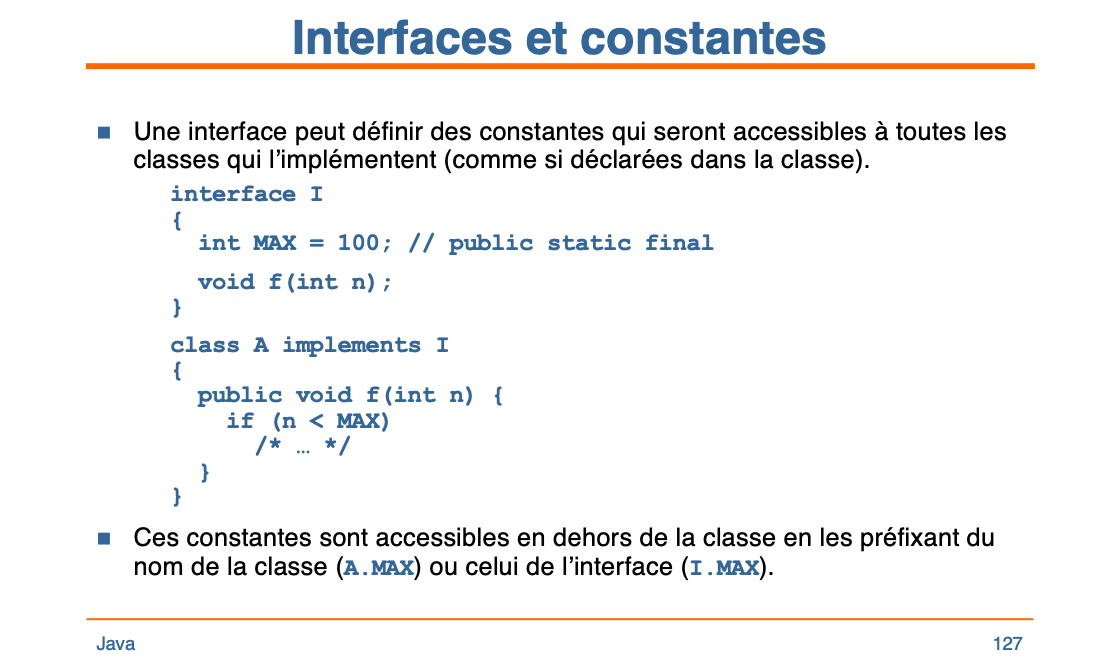 Interfaces et constantes
Une interface peut définir des constantes qui seront accessibles à toutes les
classes qui l’implémentent (comme si déclarées dans la classe).
interface I
{
int MAX = 100; // public static final
void f(int n);
}
class A implements I
{
public void f(int n) {
if (n < MAX)
/* … */
}
}
Ces constantes sont accessibles en dehors de la classe en les préfixant du
nom de la classe (A.MAX) ou celui de l’interface (I.MAX).
Java
127